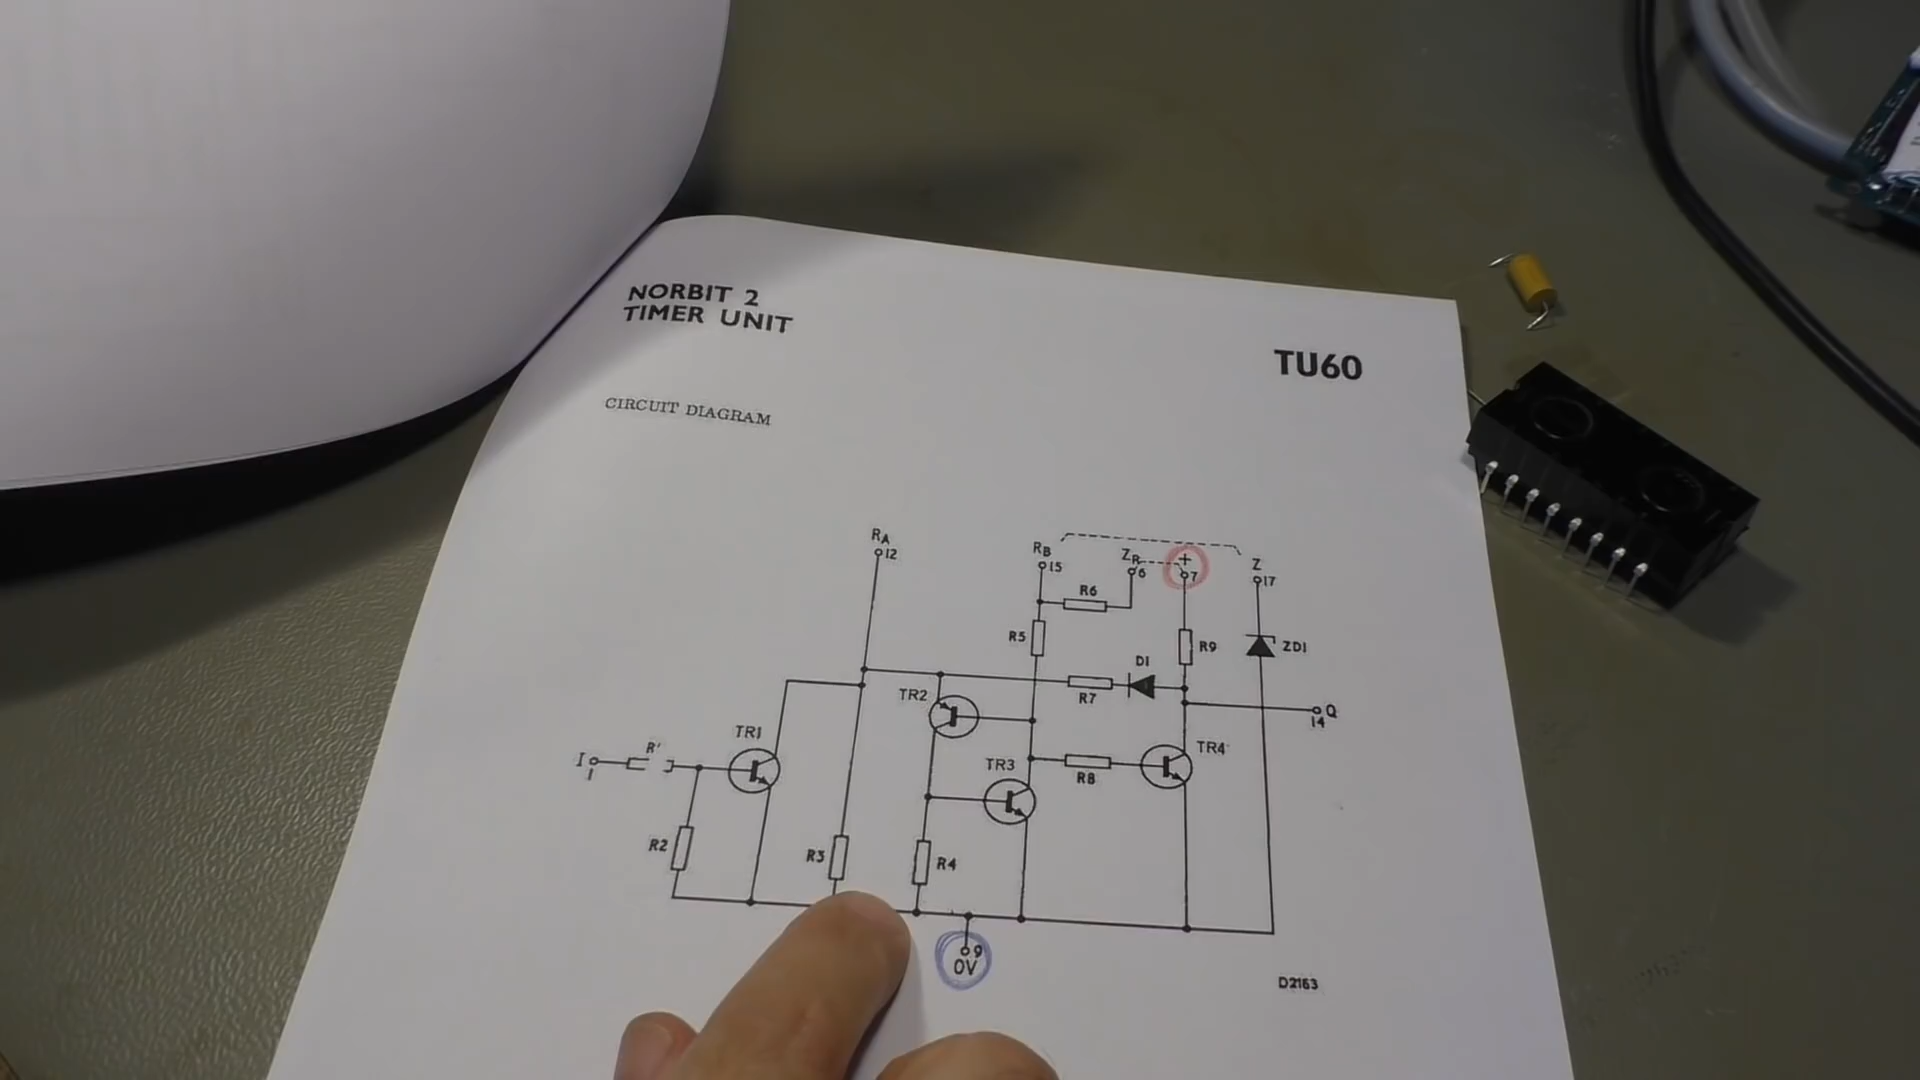 NORBIT 2
TIMER UNIT
TU60
CIRCUIT DIAGRAM
RA
12
RB
15
ZR
6
+
7
Z
17
R6
R5
R9
ZD1
D1
R7
TR2
Q
14
TR1
R'
I
1
TR3
R8
TR4
R2
R3
R4
9
0V
D2163